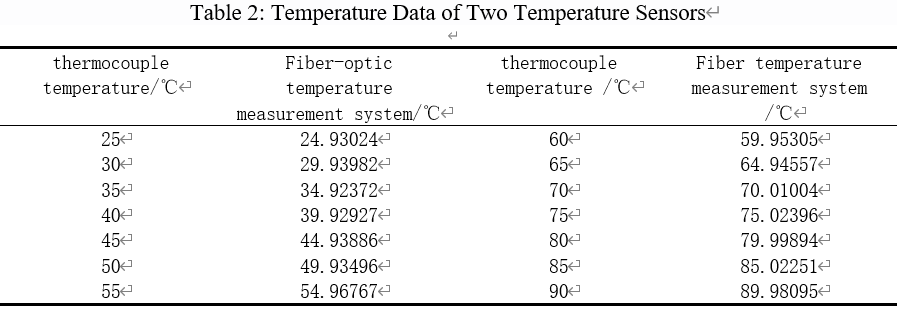 Table 2: Temperature Data of Two Temperature Sensors↵
↵
thermocouple Fiber-optic thermocouple Fiber temperature
temperature/℃↵ temperature temperature /℃↵ measurement system
measurement system/℃↵ /℃↵
25↵ 24.93024↵ 60↵ 59.95305↵
30↵ 29.93982↵ 65↵ 64.94557↵
35↵ 34.92372↵ 70↵ 70.01004↵
40↵ 39.92927↵ 75↵ 75.02396↵
45↵ 44.93886↵ 80↵ 79.99894↵
50↵ 49.93496↵ 85↵ 85.02251↵
55↵ 54.96767↵ 90↵ 89.98095↵